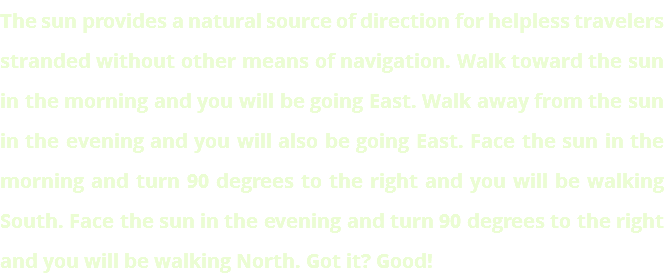 The sun provides a natural source of direction for helpless travelers
stranded without other means of navigation. Walk toward the sun
in the morning and you will be going East. Walk away from the sun
in the evening and you will also be going East. Face the sun in the
morning and turn 90 degrees to the right and you will be walking
South. Face the sun in the evening and turn 90 degrees to the right
and you will be walking North. Got it? Good!